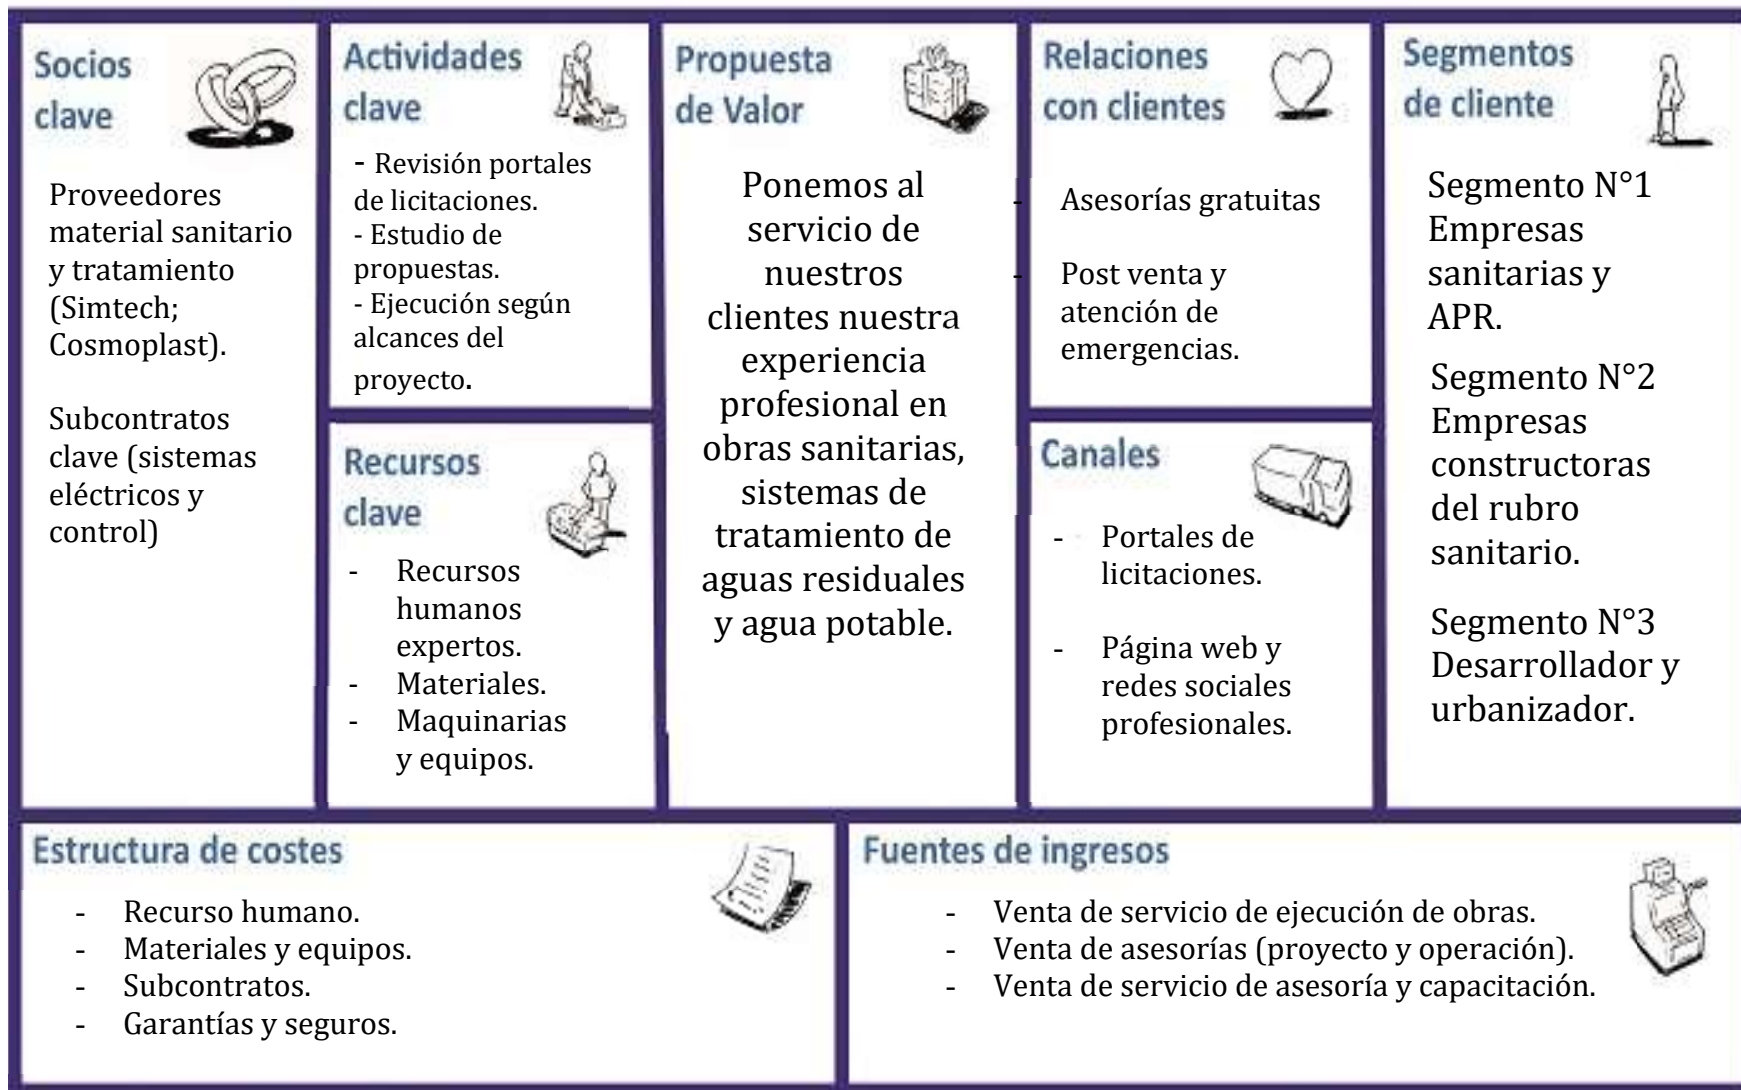 Socios
clave
Proveedores
material sanitario
y tratamiento
(Simtech;
Cosmoplast).
Subcontratos
clave (sistemas
eléctricos y
control)
Actividades
clave
- Revisión portales
de licitaciones.
- Estudio de
propuestas.
- Ejecución según
alcances del
proyecto.
Recursos
clave
- Recursos
humanos
expertos.
- Materiales.
- Maquinarias
y equipos.
Propuesta
de Valor
Ponemos al
servicio de
nuestros
clientes nuestra
experiencia
profesional en
obras sanitarias,
sistemas de
tratamiento de
aguas residuales
y agua potable.
Relaciones
con clientes
- Asesorías gratuitas
- Post venta y
atención de
emergencias.
Canales
- Portales de
licitaciones.
- Página web y
redes sociales
profesionales.
Segmentos
de cliente
Segmento N°1
Empresas
sanitarias y
APR.
Segmento N°2
Empresas
constructoras
del rubro
sanitario.
Segmento N°3
Desarrollador y
urbanizador.
Estructura de costes
- Recurso humano.
- Materiales y equipos.
- Subcontratos.
- Garantías y seguros.
Fuentes de ingresos
- Venta de servicio de ejecución de obras.
- Venta de asesorías (proyecto y operación).
- Venta de servicio de asesoría y capacitación.